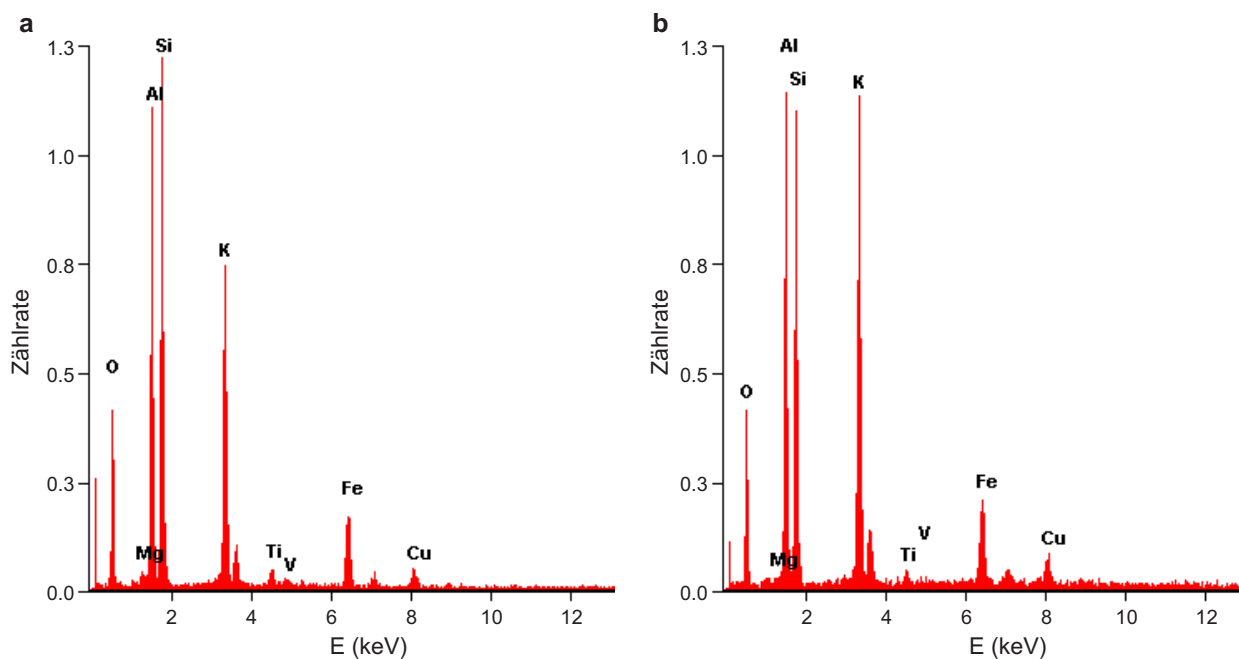 a
Zählrate
1.3
1.0
0.8
0.5
0.3
0.0
Si
Al
K
O
Fe
Mg
Ti
V
Cu
2 4 6 8 10 12
E (keV)
b
Zählrate
1.3
1.0
0.8
0.5
0.3
0.0
Al
Si
K
O
Fe
V
Cu
Ti
Mg
2 4 6 8 10 12
E (keV)